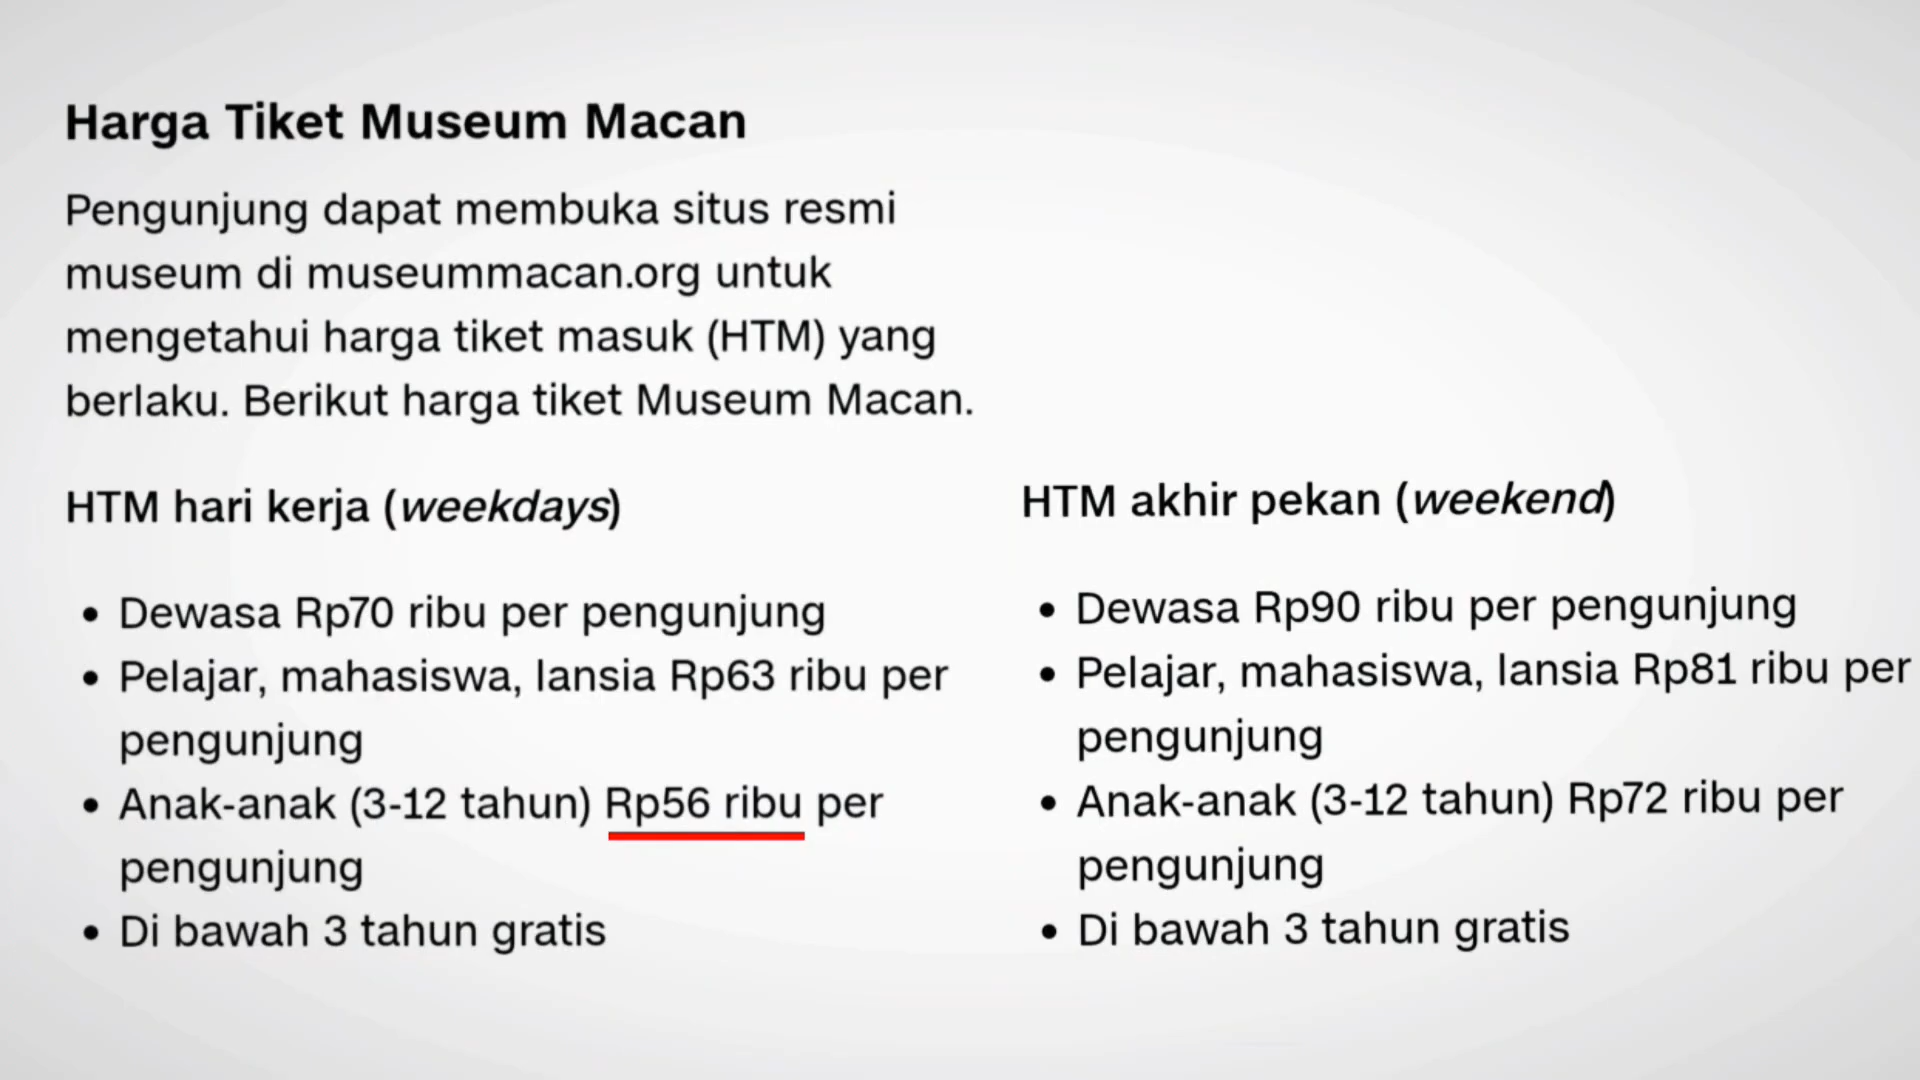 Harga Tiket Museum Macan
Pengunjung dapat membuka situs resmi
museum di museummacan.org untuk
mengetahui harga tiket masuk (HTM) yang
berlaku. Berikut harga tiket Museum Macan.
HTM hari kerja (weekdays)
• Dewasa Rp70 ribu per pengunjung
• Pelajar, mahasiswa, lansia Rp63 ribu per
pengunjung
• Anak-anak (3-12 tahun) Rp56 ribu per
pengunjung
• Di bawah 3 tahun gratis
HTM akhir pekan (weekend)
• Dewasa Rp90 ribu per pengunjung
• Pelajar, mahasiswa, lansia Rp81 ribu per
pengunjung
• Anak-anak (3-12 tahun) Rp72 ribu per
pengunjung
• Di bawah 3 tahun gratis